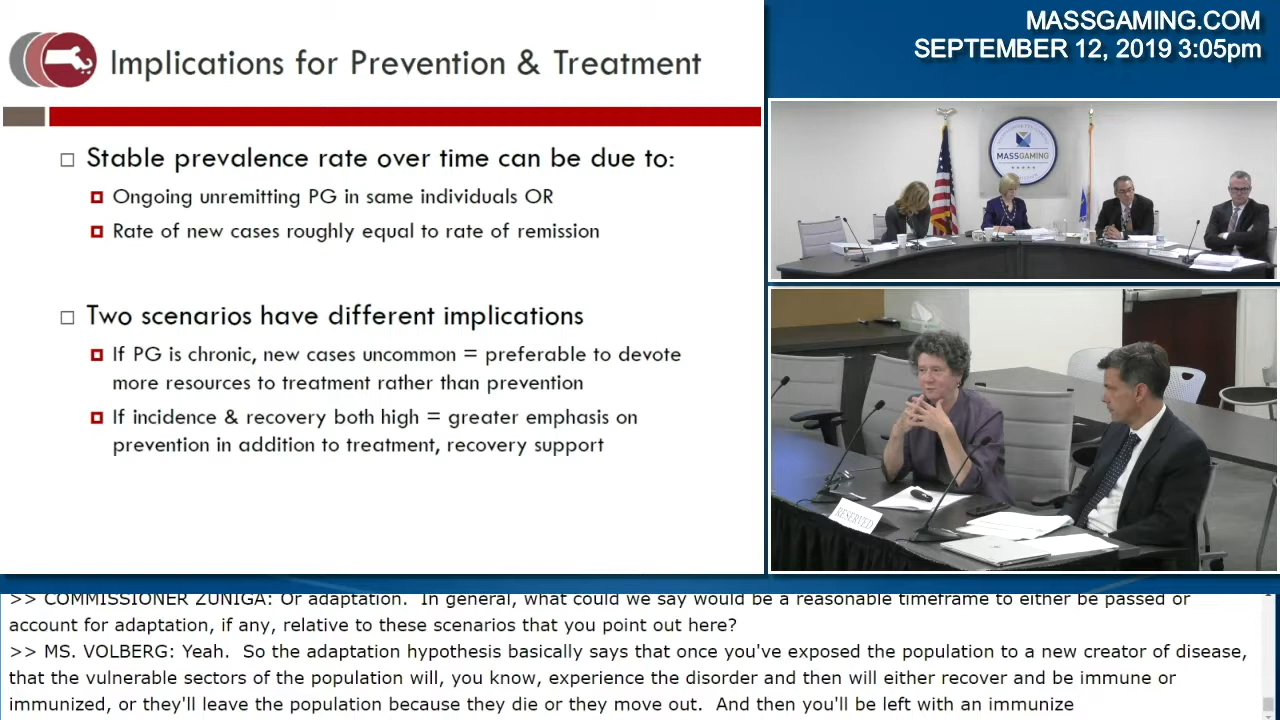 MASSGAMING.COM
SEPTEMBER 12, 2019 3:05pm
Implications for Prevention & Treatment
Stable prevalence rate over time can be due to:
Ongoing unremitting PG in same individuals OR
Rate of new cases roughly equal to rate of remission
Two scenarios have different implications
If PG is chronic, new cases uncommon = preferable to devote
more resources to treatment rather than prevention
If incidence & recovery both high = greater emphasis on
prevention in addition to treatment, recovery support
MASSGAMING
RESERVED
>> COMMISSIONER ZUNIGA: Or adaptation. In general, what could we say would be a reasonable timeframe to either be passed or
account for adaptation, if any, relative to these scenarios that you point out here?
>> MS. VOLBERG: Yeah. So the adaptation hypothesis basically says that once you've exposed the population to a new creator of disease,
that the vulnerable sectors of the population will, you know, experience the disorder and then will either recover and be immune or
immunized, or they'll leave the population because they die or they move out. And then you'll be left with an immunize